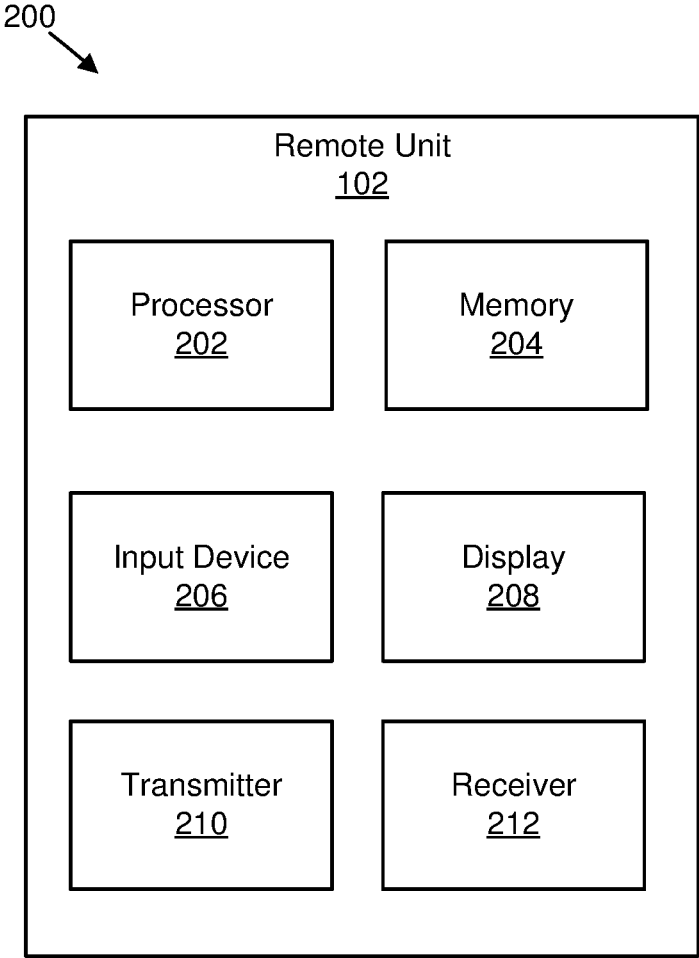 200
Remote Unit
102
Processor
202
Memory
204
Input Device
206
Display
208
Transmitter
210
Receiver
212